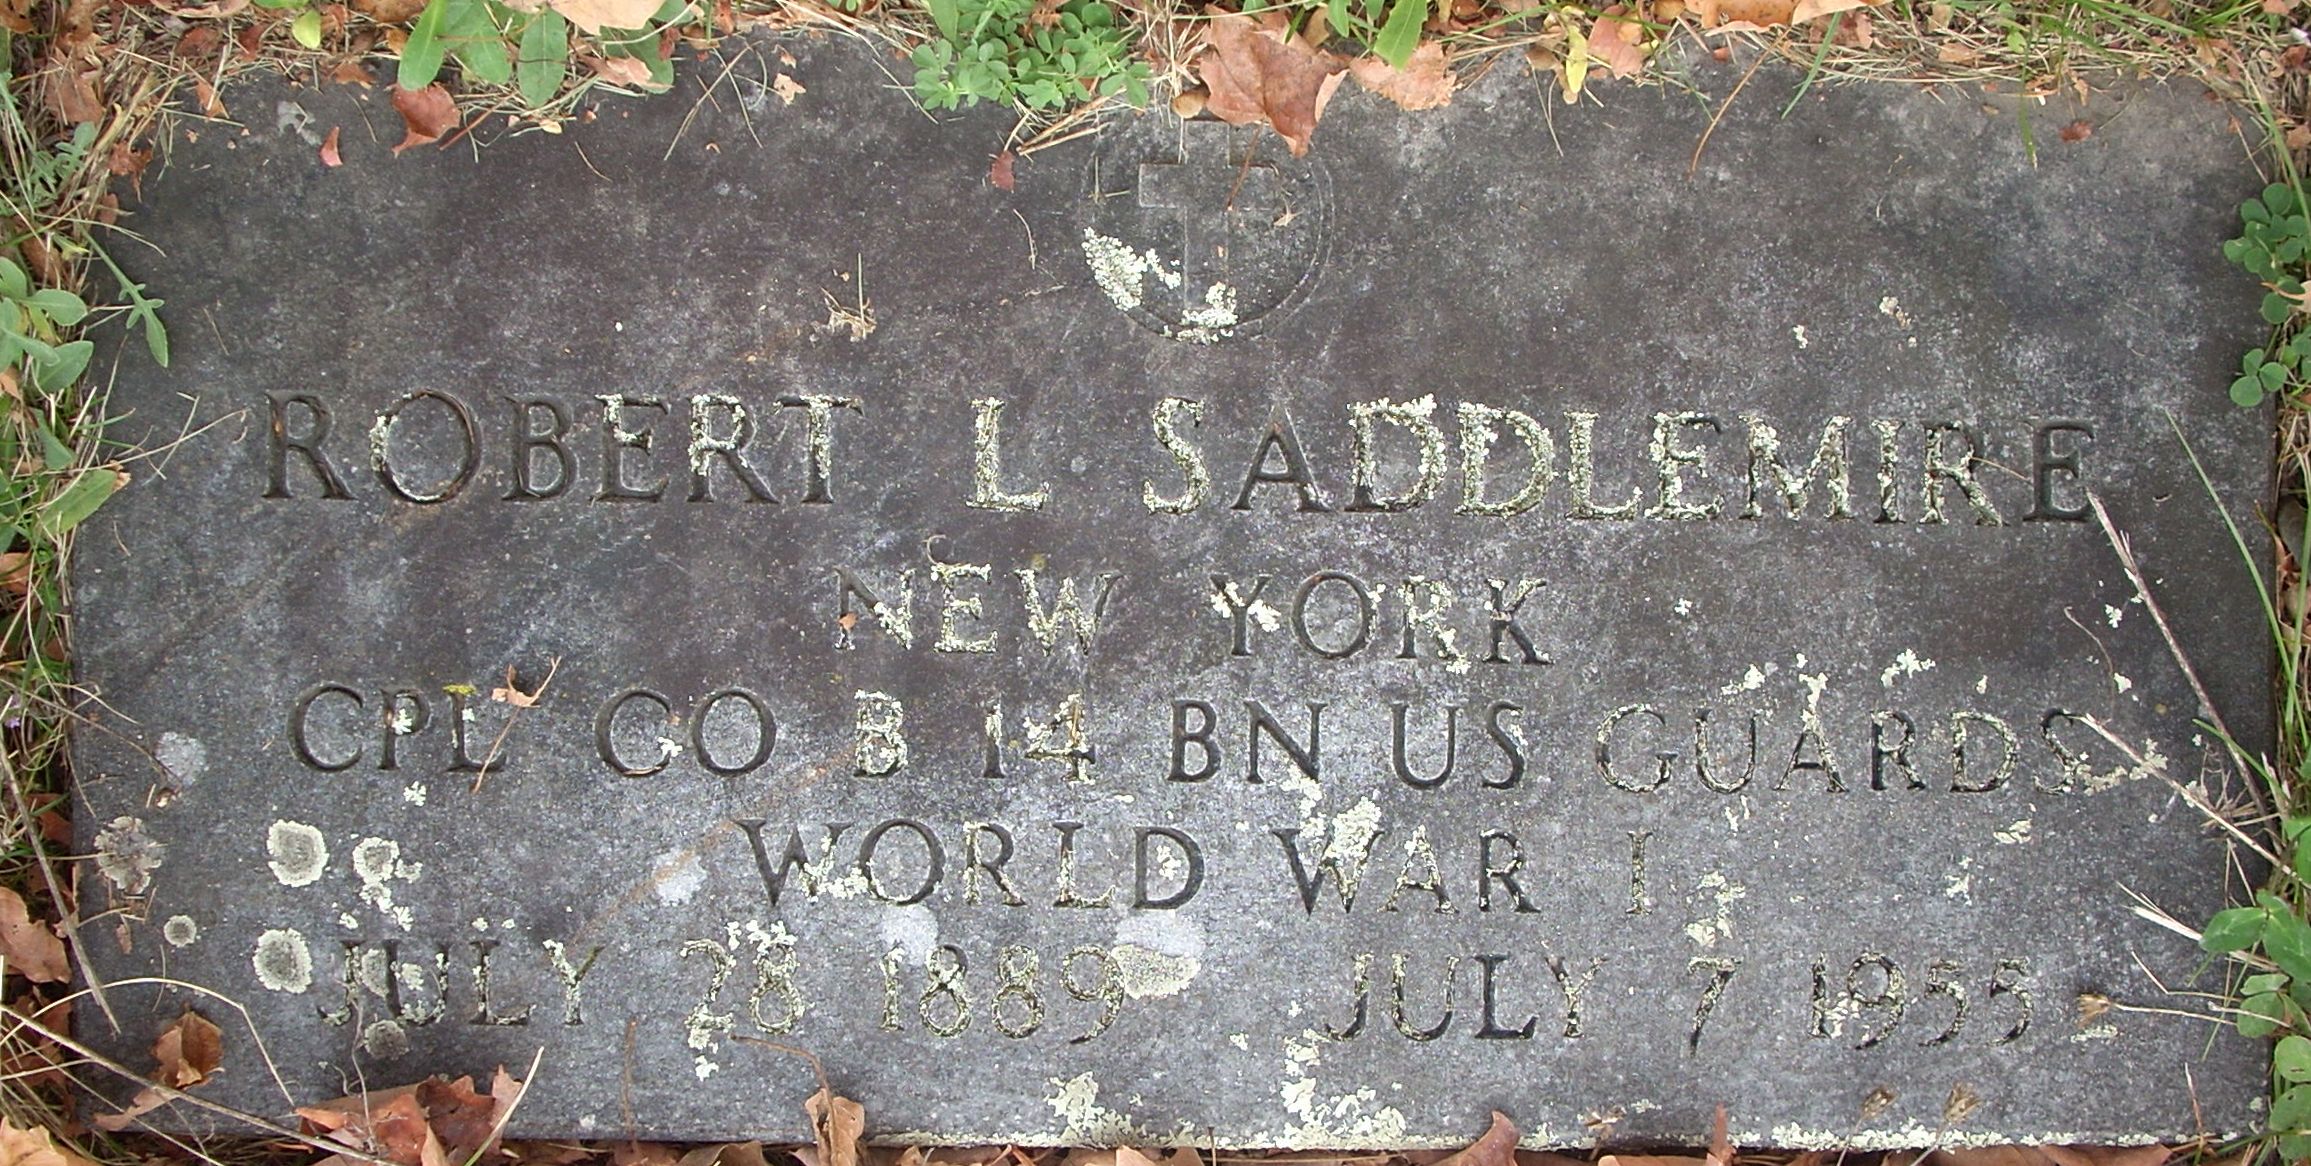 ROBERT L SADDLEMIRE
NEW YORK
CPL CO B 14 BN US GUARDS
WORLD WAR I
JULY 28 1889 JULY 7 1955